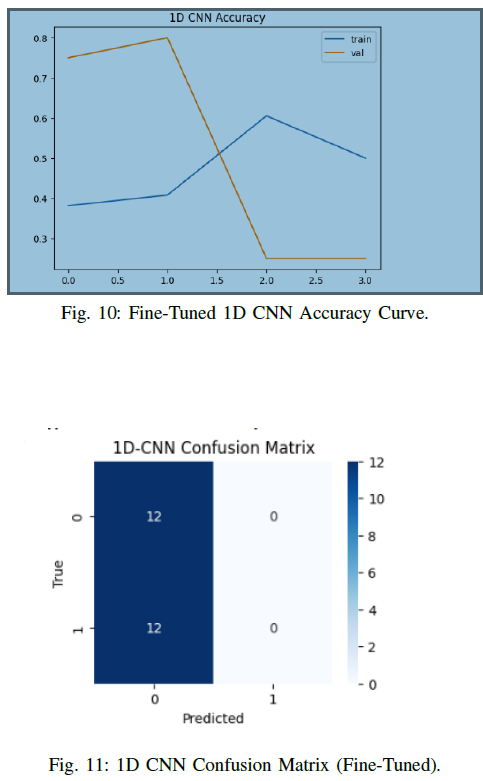 1D CNN Accuracy
train
val
0.8
0.7
0.6
0.5
0.4
0.3
0.0 0.5 1.0 1.5 2.0 2.5 3.0
Fig. 10: Fine-Tuned 1D CNN Accuracy Curve.
1D-CNN Confusion Matrix
12
0 12 0 10
8
True
6
4
1 12 0 2
0
0 1
Predicted
Fig. 11: 1D CNN Confusion Matrix (Fine-Tuned).